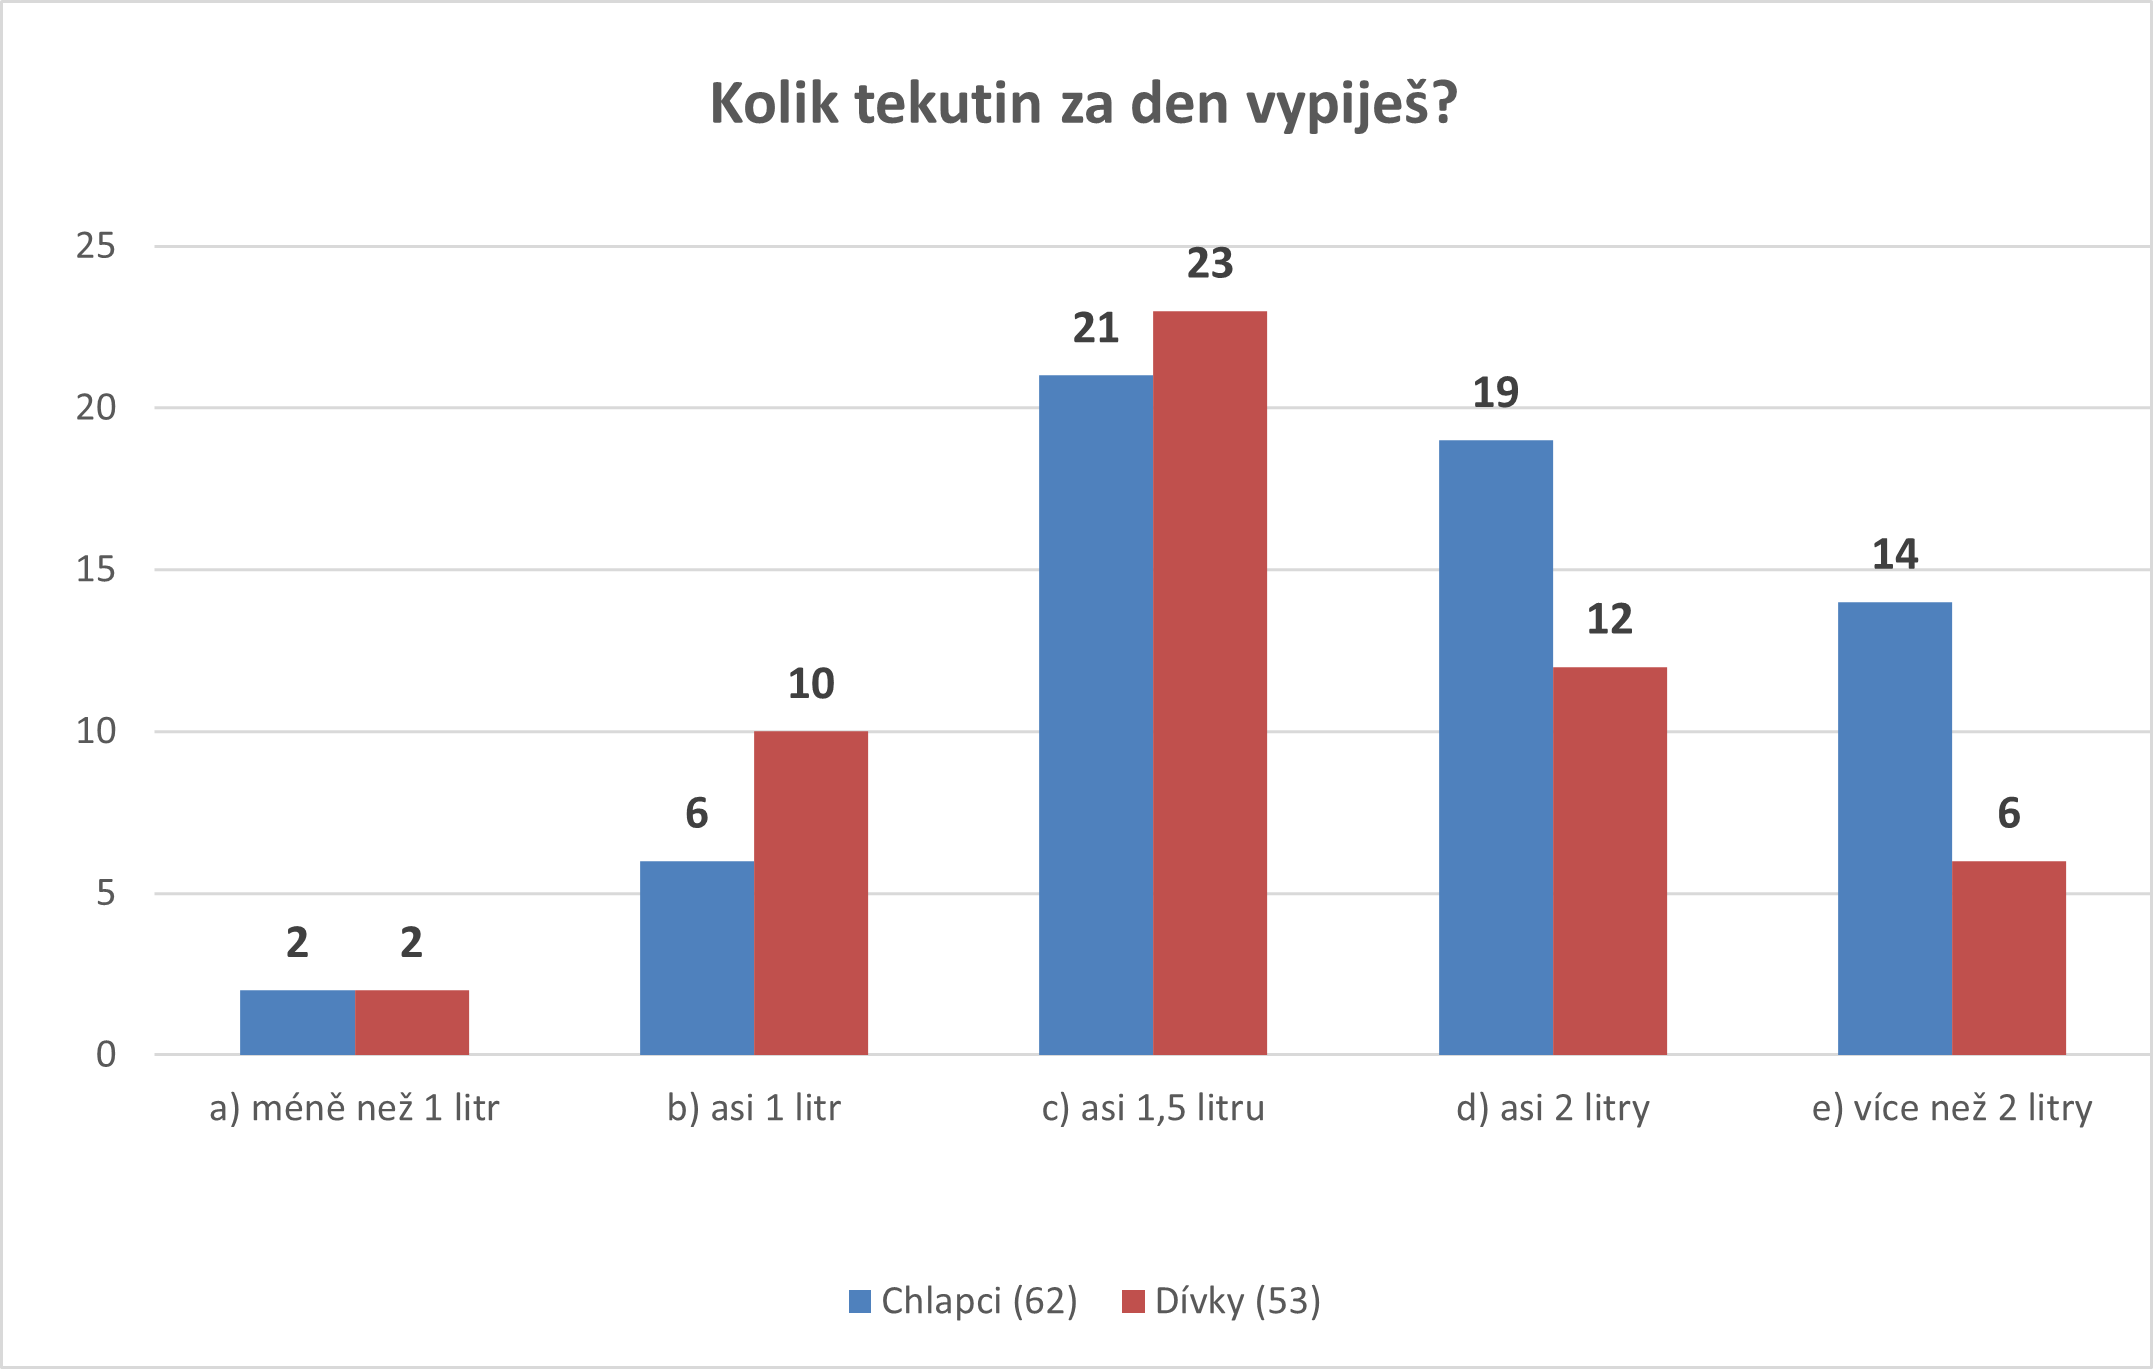 Kolik tekutin za den vypiješ?
25
20
15
10
5
0
2
2
6
10
21
23
19
12
14
6
a) méně než 1 litr
b) asi 1 litr
c) asi 1,5 litru
d) asi 2 litry
e) více než 2 litry
Chlapci (62)
Dívky (53)